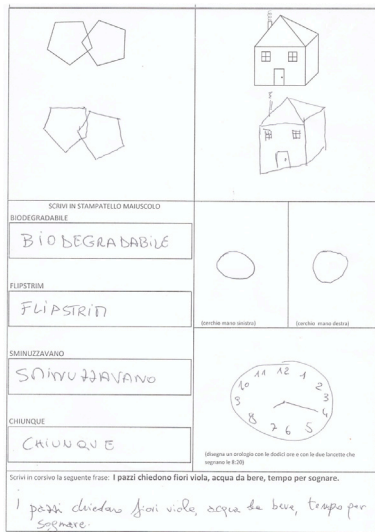 SCRIVI IN STAMPATELLO MAIUSCOLO
BIODEGRADABILE
BIODEGRADABILE
FLIPSTRIM
FLIPSTRIM
(cerchio mano sinistra)
(cerchio mano destra)
SMINUZZAVANO
SMINUZZAVANO
11 12 1
10 2
9 3
8 4
7 6 5
CHIUNQUE
CHIUNQUE
(disegna un orologio con le dodici ore e con le due lancette che
segnano le 8:20)
Scrivi in corsivo la seguente frase: I pazzi chiedono fiori viola, acqua da bere, tempo per sognare.
I pazzi chiedono fiori viola, acqua da bere, tempo per
sognare.